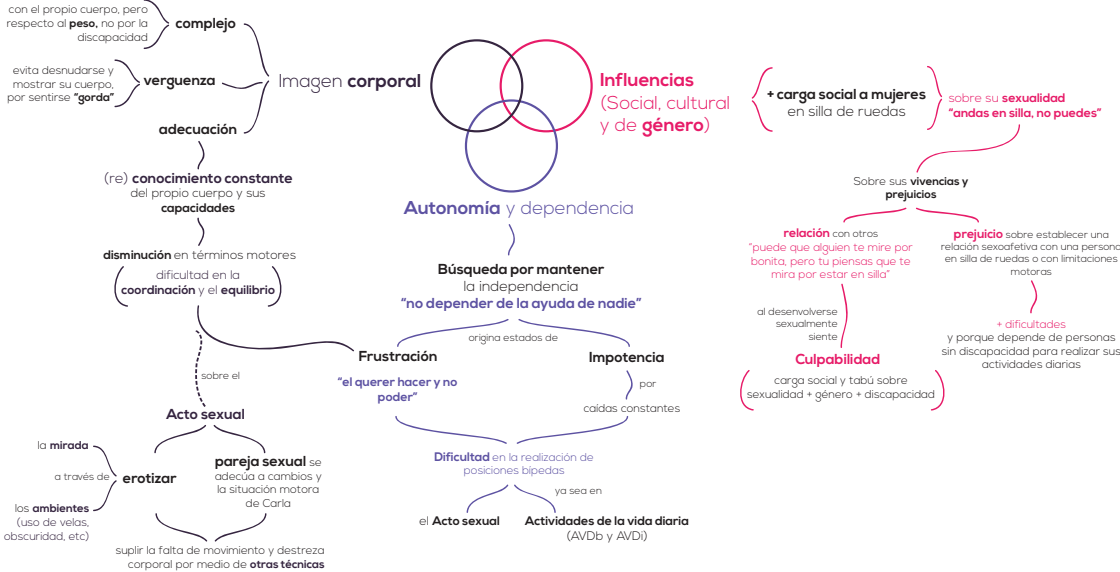 con el propio cuerpo, pero
respecto al peso, no por la
discapacidad
complejo
evita desnudarse y
mostrar su cuerpo,
por sentirse "gorda"
verguenza
adecuación
Imagen corporal
(re) conocimiento constante
del propio cuerpo y sus
capacidades
disminución en términos motores
dificultad en la
coordinación y el equilibrio
sobre el
Acto sexual
la mirada
a través de
los ambientes
(uso de velas,
obscuridad, etc)
erotizar
pareja sexual se
adecúa a cambios y
la situación motora
de Carla
suplir la falta de movimiento y destreza
corporal por medio de otras técnicas
Autonomía y dependencia
Búsqueda por mantener
la independencia
"no depender de la ayuda de nadie"
origina estados de
Frustración
"el querer hacer y no
poder"
Impotencia
por
caídas constantes
Dificultad en la realización de
posiciones bípedas
ya sea en
el Acto sexual
Actividades de la vida diaria
(AVDb y AVDi)
Influencias
(Social, cultural
y de género)
+ carga social a mujeres
en silla de ruedas
sobre su sexualidad
"andas en silla, no puedes"
Sobre sus vivencias y
prejuicios
relación con otros
"puede que alguien te mire por
bonita, pero tu piensas que te
mira por estar en silla"
al desenvolverse
sexualmente
siente
Culpabilidad
carga social y tabú sobre
sexualidad + género + discapacidad
prejuicio sobre establecer una
relación sexoafetiva con una persona
en silla de ruedas o con limitaciones
motoras
+ dificultades
y porque depende de personas
sin discapacidad para realizar sus
actividades diarias